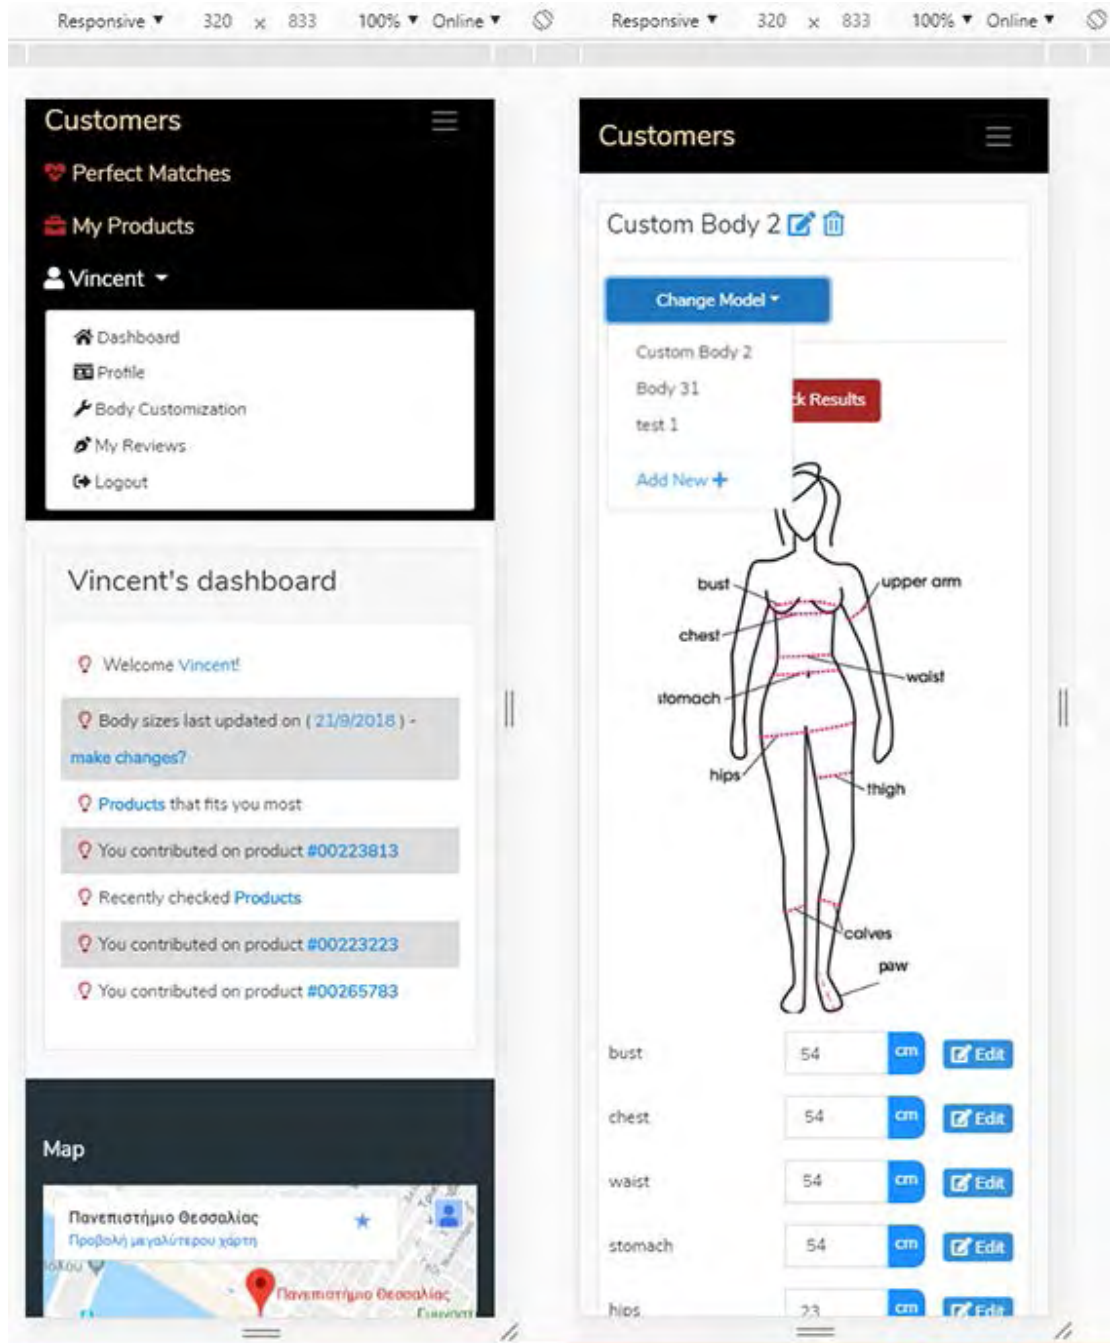 Responsive ▼ 320 x 833 100% ▼ Online ▼
Customers
Perfect Matches
My Products
Vincent
Dashboard
Profile
Body Customization
My Reviews
Logout
Vincent's dashboard
Welcome Vincent!
Body sizes last updated on ( 21/9/2018 ) -
make changes?
Products that fits you most
You contributed on product #00223813
Recently checked Products
You contributed on product #00223223
You contributed on product #00265783
Map
Πανεπιστήμιο Θεσσαλίας
Προβολή μεγαλύτερου χάρτη
Πανεπιστήμιο Θεσσαλίας
Responsive ▼ 320 x 833 100% ▼ Online ▼
Customers
Custom Body 2
Change Model
Custom Body 2
Body 31
test 1
Add New +
ck Results
bust
upper arm
chest
waist
stomach
hips
thigh
calves
paw
bust 54 cm Edit
chest 54 cm Edit
waist 54 cm Edit
stomach 54 cm Edit
hips 23 cm Edit